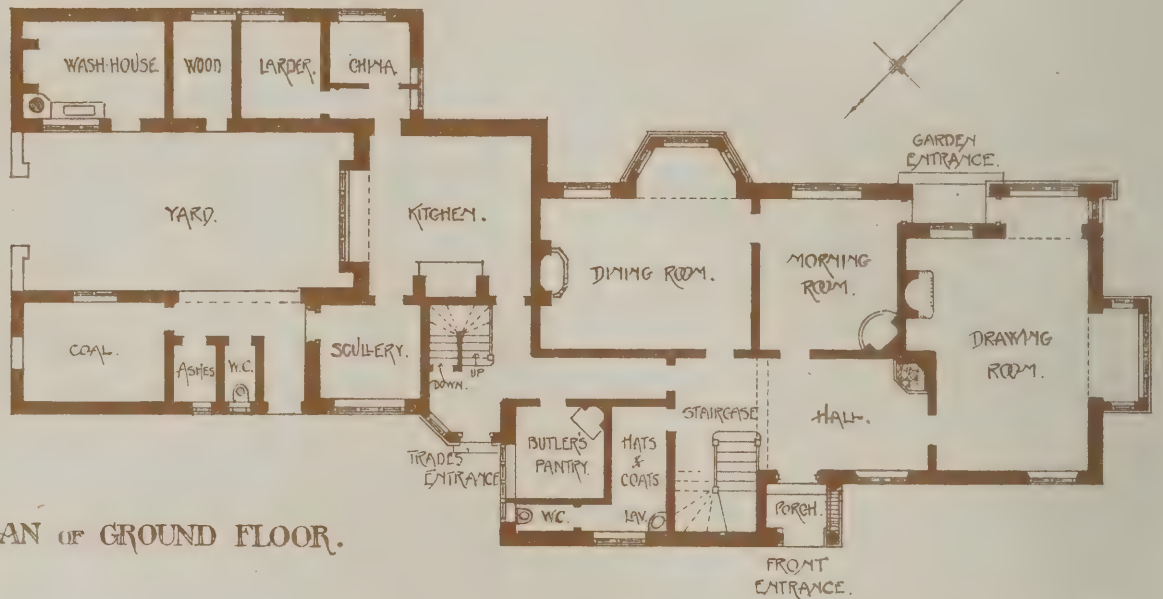 WASH-HOUSE
WOOD
LARDER.
CHINA
GARDEN
ENTRANCE.
YARD.
KITCHEN.
DINING ROOM.
MORNING
ROOM.
DRAWING
ROOM.
COAL.
ASHES
W.C.
SCULLERY.
DOWN.
UP
STAIRCASE
HALL.
TRADES'
ENTRANCE
BUTLER'S
PANTRY.
HATS
&
COATS
W.C.
LAV.
PORCH.
FRONT
ENTRANCE.
AN OF GROUND FLOOR.